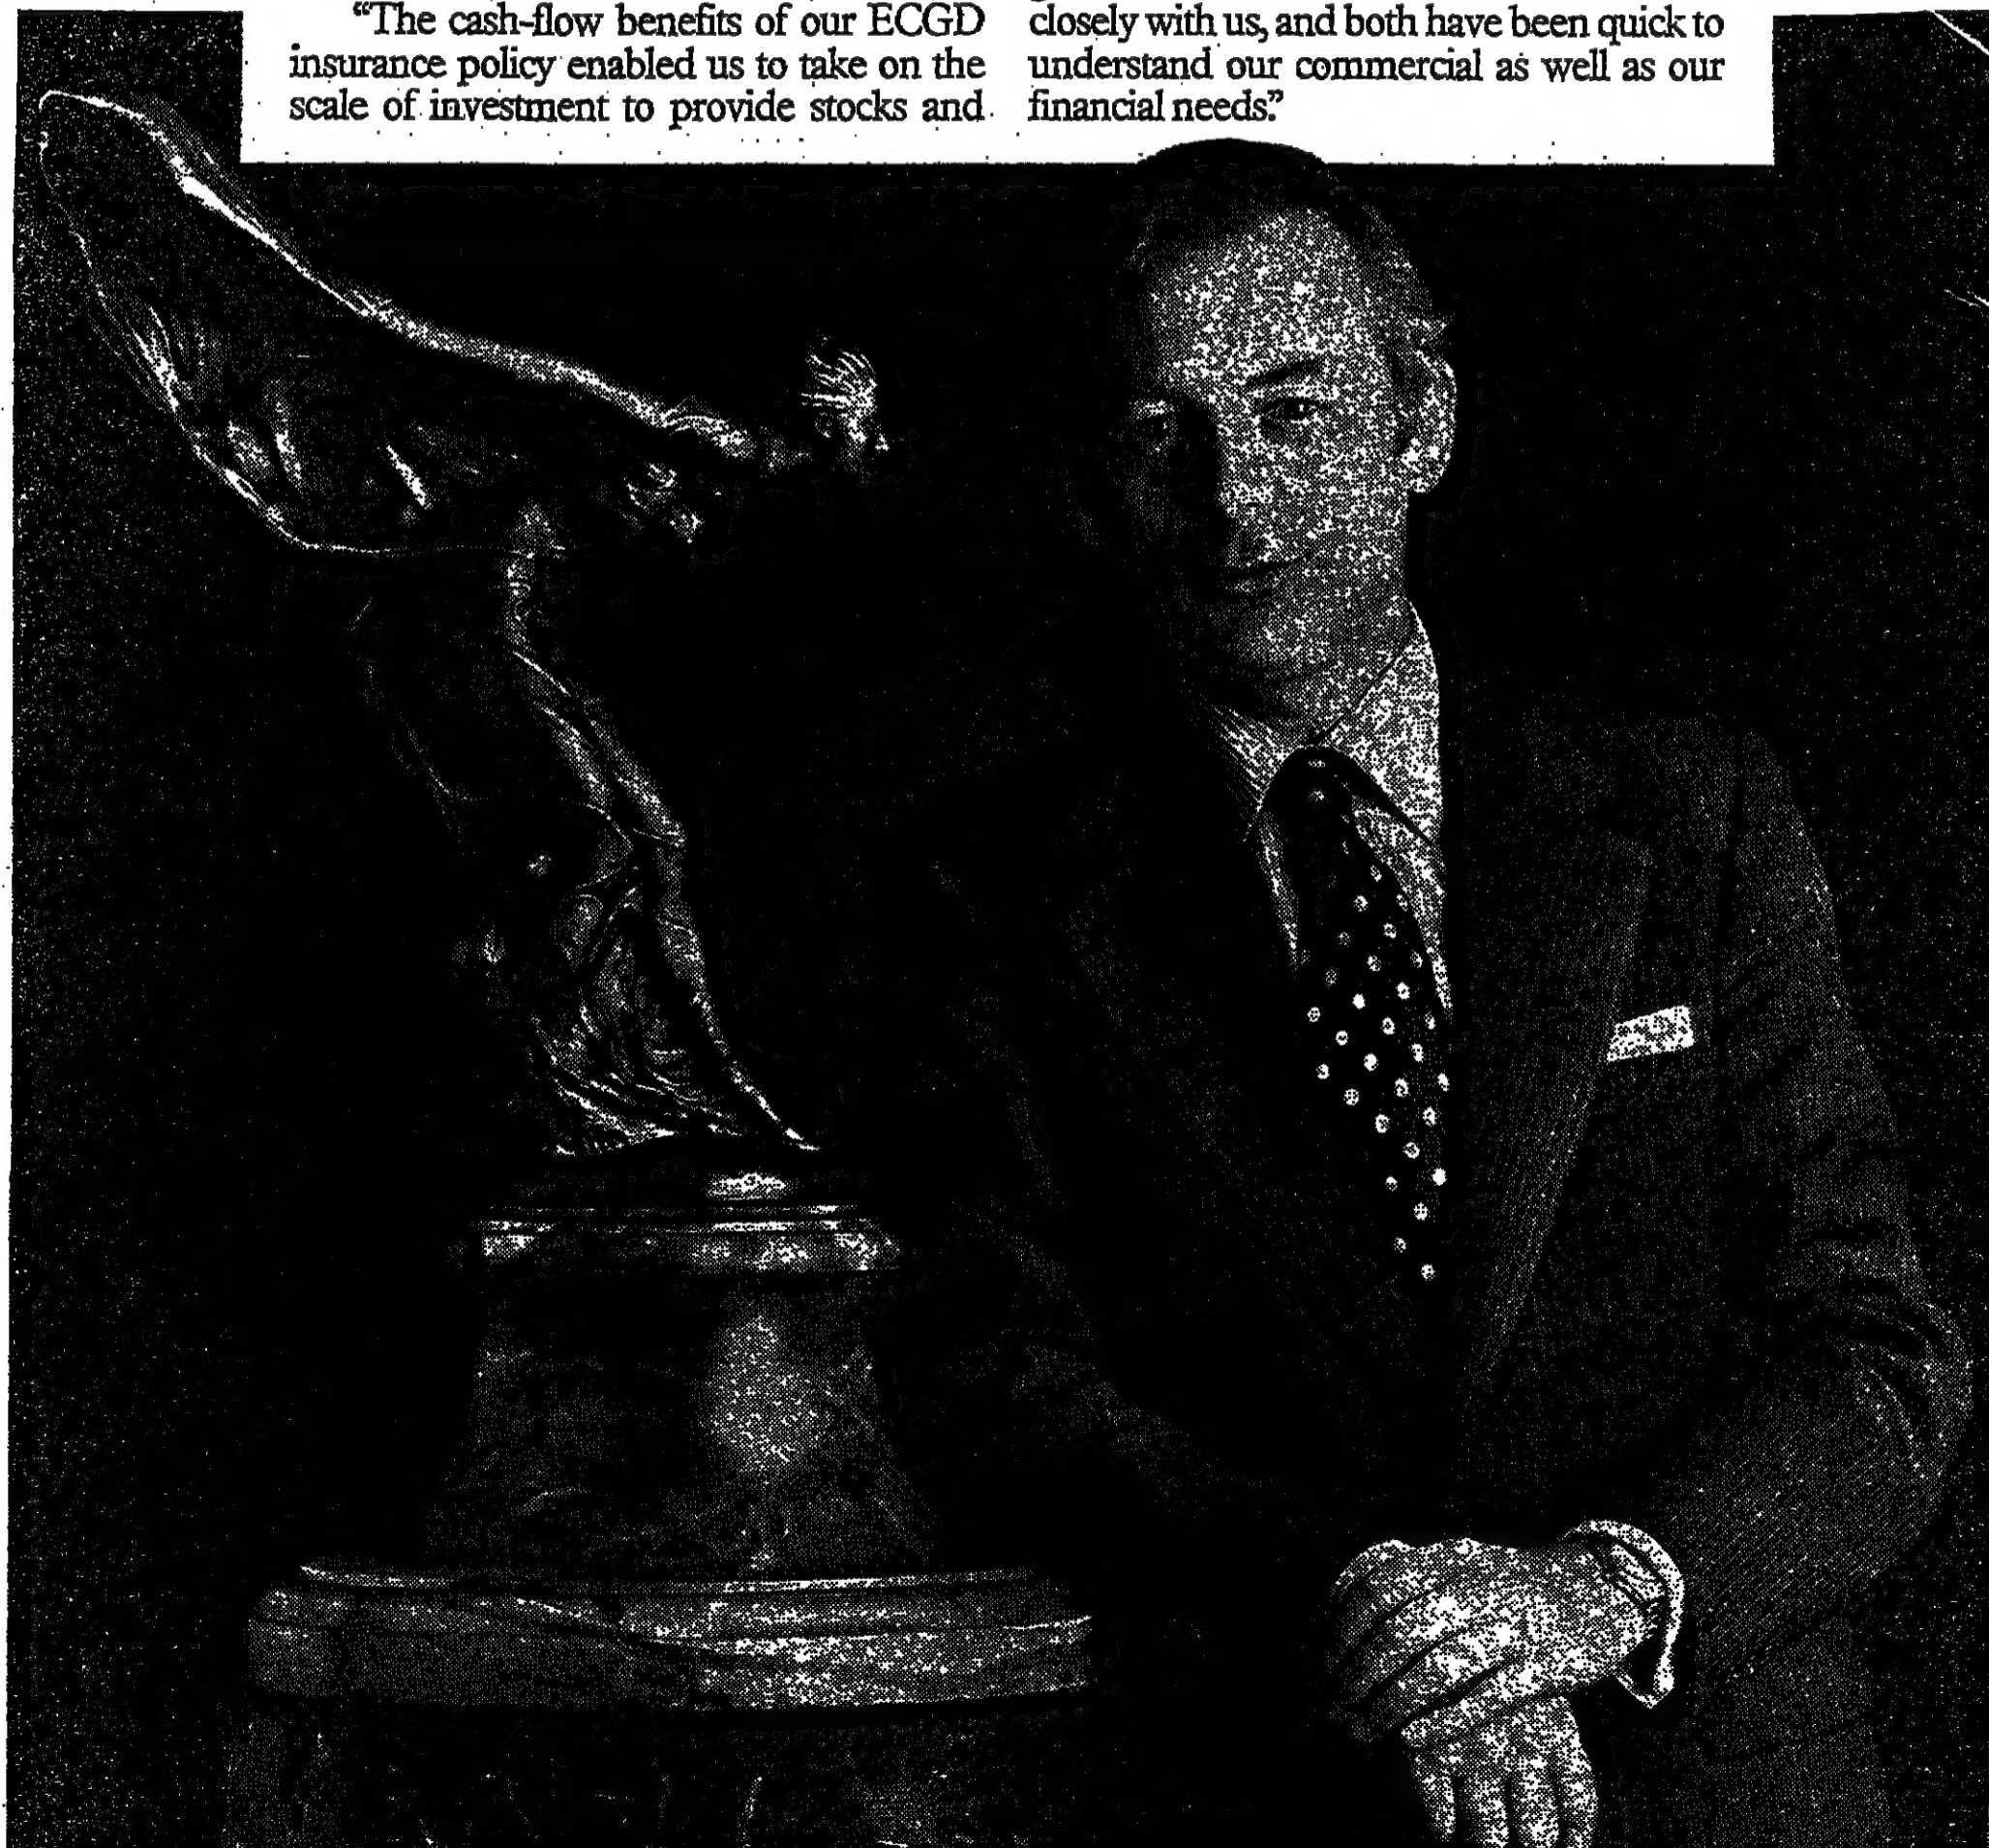 “The cash-flow benefits of our ECGD
insurance policy enabled us to take on the
scale of investment to provide stocks and
closely with us, and both have been quick to
understand our commercial as well as our
financial needs.”